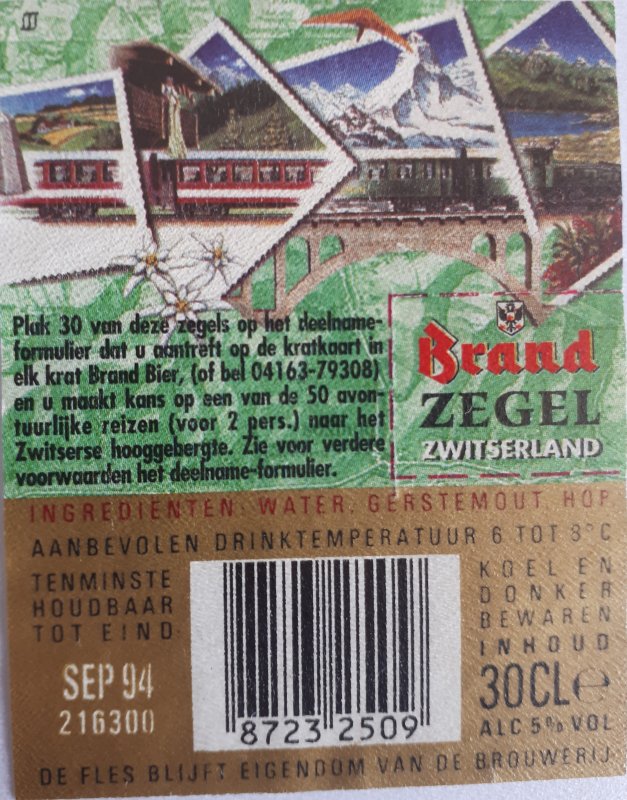 Plak 30 van deze zegels op het deelname-
formulier dat u aantreft op de kratkaart in
elk krat Brand Bier, (of bel 04163-79308)
en u maakt kans op een van de 50 avon-
tuurlijke reizen (voor 2 pers.) naar het
Zwitserse hooggebergte. Zie voor verdere
voorwaarden het deelname-formulier.
Brand
ZEGEL
ZWITSERLAND
INGREDIENTEN: WATER, GERSTEMOUT, HOP
AANBEVOLEN DRINKTEMPERATUUR 6 TOT 8°C
TENMINSTE
HOUDBAAR
TOT EIND:
SEP 94
216300
8723 2509
KOEL EN
DONKER
BEWAREN
INHOUD
30CL℮
ALC 5% VOL
DE FLES BLIJFT EIGENDOM VAN DE BROUWERIJ